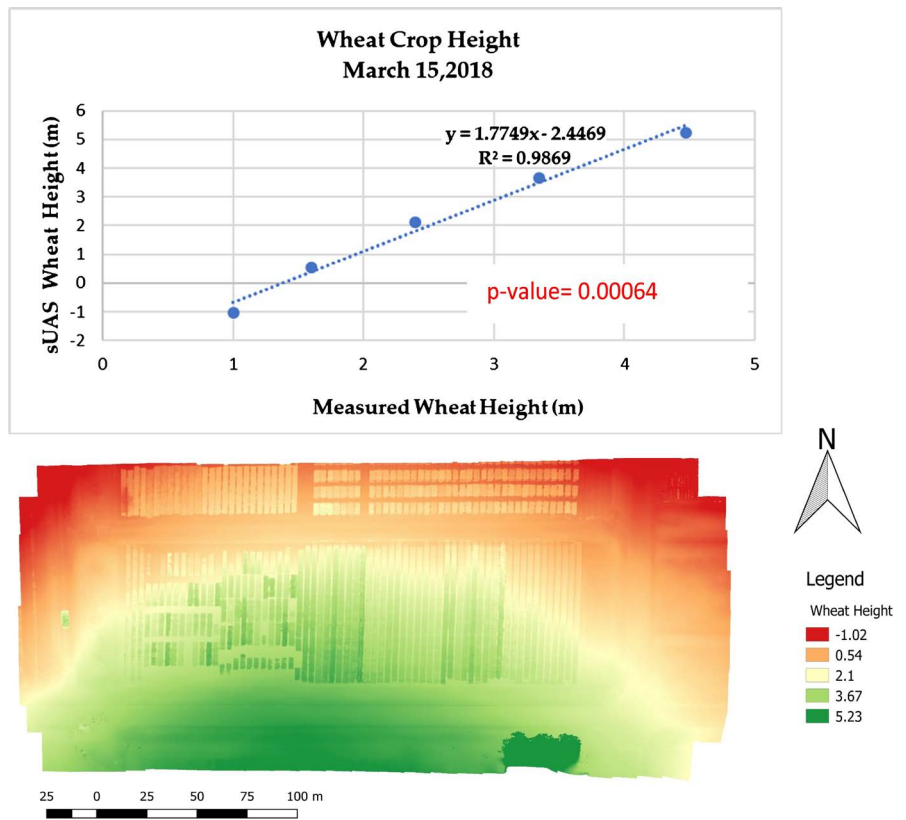 Wheat Crop Height
March 15,2018
6
5
4
3
2
1
0
-1
-2
sUAS Wheat Height (m)
y = 1.7749x - 2.4469
R² = 0.9869
p-value= 0.00064
0 1 2 3 4 5
Measured Wheat Height (m)
N
Legend
Wheat Height
-1.02
0.54
2.1
3.67
5.23
25 0 25 50 75 100 m